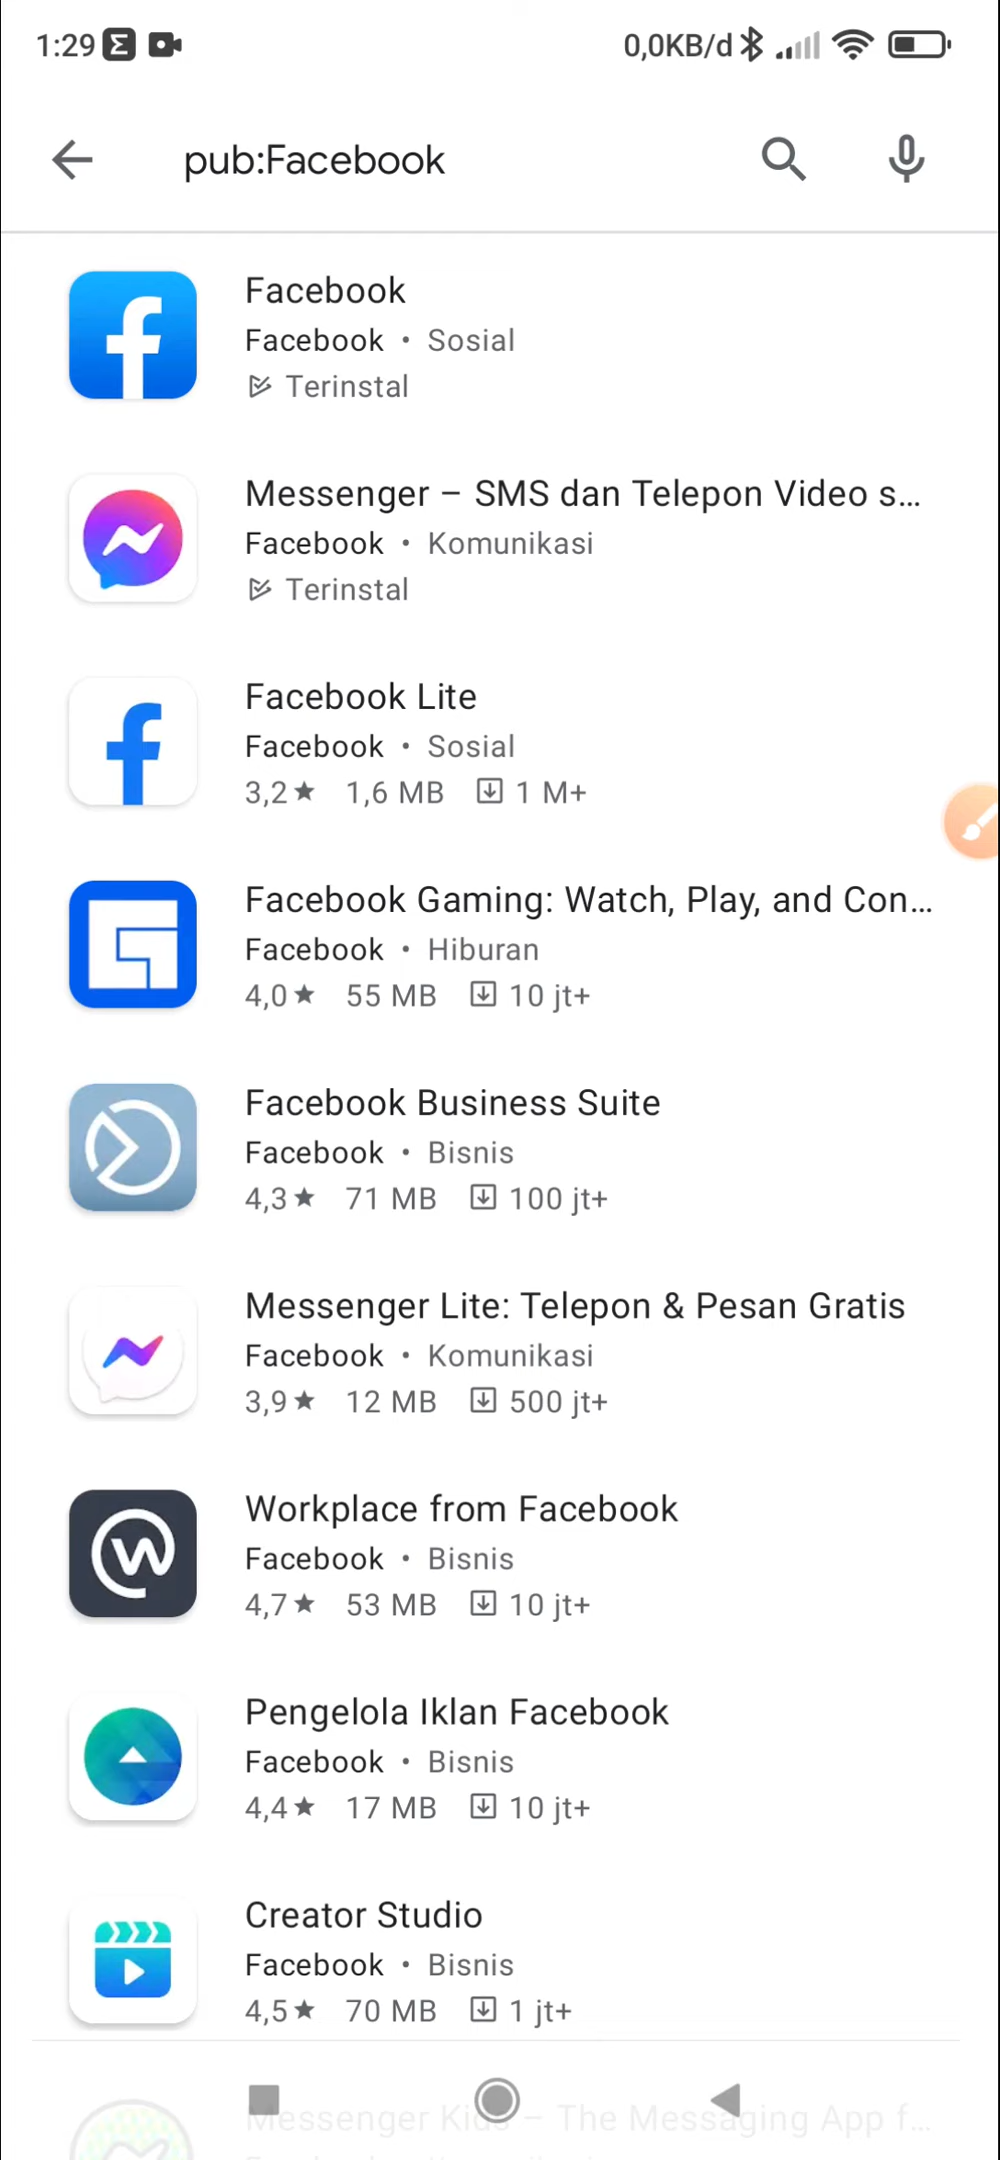 1:29 0,0KB/d
pub:Facebook
Facebook
Facebook • Sosial
Terinstal
Messenger – SMS dan Telepon Video s...
Facebook • Komunikasi
Terinstal
Facebook Lite
Facebook • Sosial
3,2★ 1,6 MB 1 M+
Facebook Gaming: Watch, Play, and Con...
Facebook • Hiburan
4,0★ 55 MB 10 jt+
Facebook Business Suite
Facebook • Bisnis
4,3★ 71 MB 100 jt+
Messenger Lite: Telepon & Pesan Gratis
Facebook • Komunikasi
3,9★ 12 MB 500 jt+
Workplace from Facebook
Facebook • Bisnis
4,7★ 53 MB 10 jt+
Pengelola Iklan Facebook
Facebook • Bisnis
4,4★ 17 MB 10 jt+
Creator Studio
Facebook • Bisnis
4,5★ 70 MB 1 jt+
Messenger Kids – The Messaging App f...